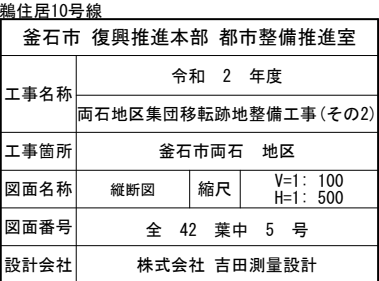 鵜住居10号線
釜石市 復興推進本部 都市整備推進室
工事名称
令和 2 年度
両石地区集団移転跡地整備工事(その2)
工事箇所 釜石市両石 地区
図面名称 縦断図 縮尺 V=1: 100
H=1: 500
図面番号 全 42 葉中 5 号
設計会社 株式会社 吉田測量設計